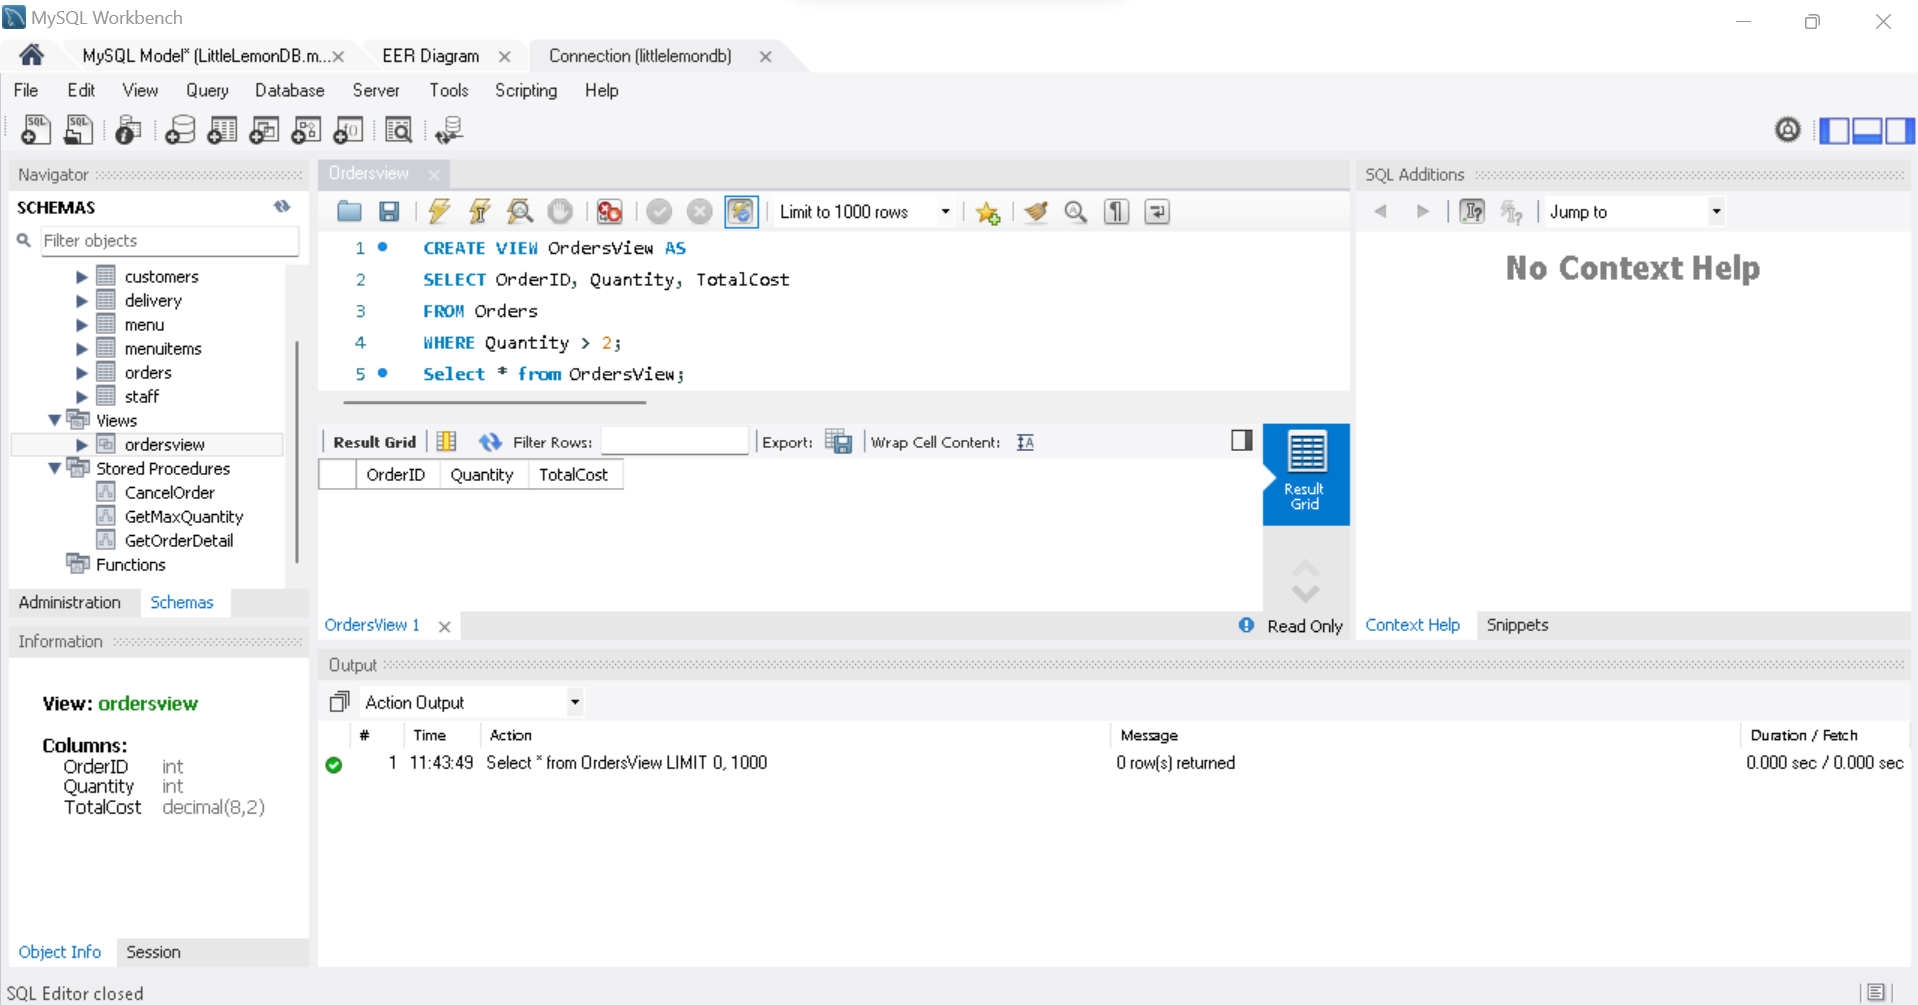 MySQL Workbench
MySQL Model* (LittleLemonDB.m...
EER Diagram
Connection (littlelemondb)
File Edit View Query Database Server Tools Scripting Help
Navigator
SCHEMAS
Filter objects
customers
delivery
menu
menuitems
orders
staff
Views
ordersview
Stored Procedures
CancelOrder
GetMaxQuantity
GetOrderDetail
Functions
Administration Schemas
Information
View: ordersview
Columns:
OrderID int
Quantity int
TotalCost decimal(8,2)
Object Info Session
SQL Editor closed
Ordersview
Limit to 1000 rows
1 CREATE VIEW OrdersView AS
2 SELECT OrderID, Quantity, TotalCost
3 FROM Orders
4 WHERE Quantity > 2;
5 Select * from OrdersView;
Result Grid Filter Rows: Export: Wrap Cell Content:
OrderID Quantity TotalCost
Result
Grid
OrdersView 1
Read Only
SQL Additions
Jump to
No Context Help
Context Help Snippets
Output
Action Output
# Time Action Message Duration / Fetch
1 11:43:49 Select * from OrdersView LIMIT 0, 1000 0 row(s) returned 0.000 sec / 0.000 sec